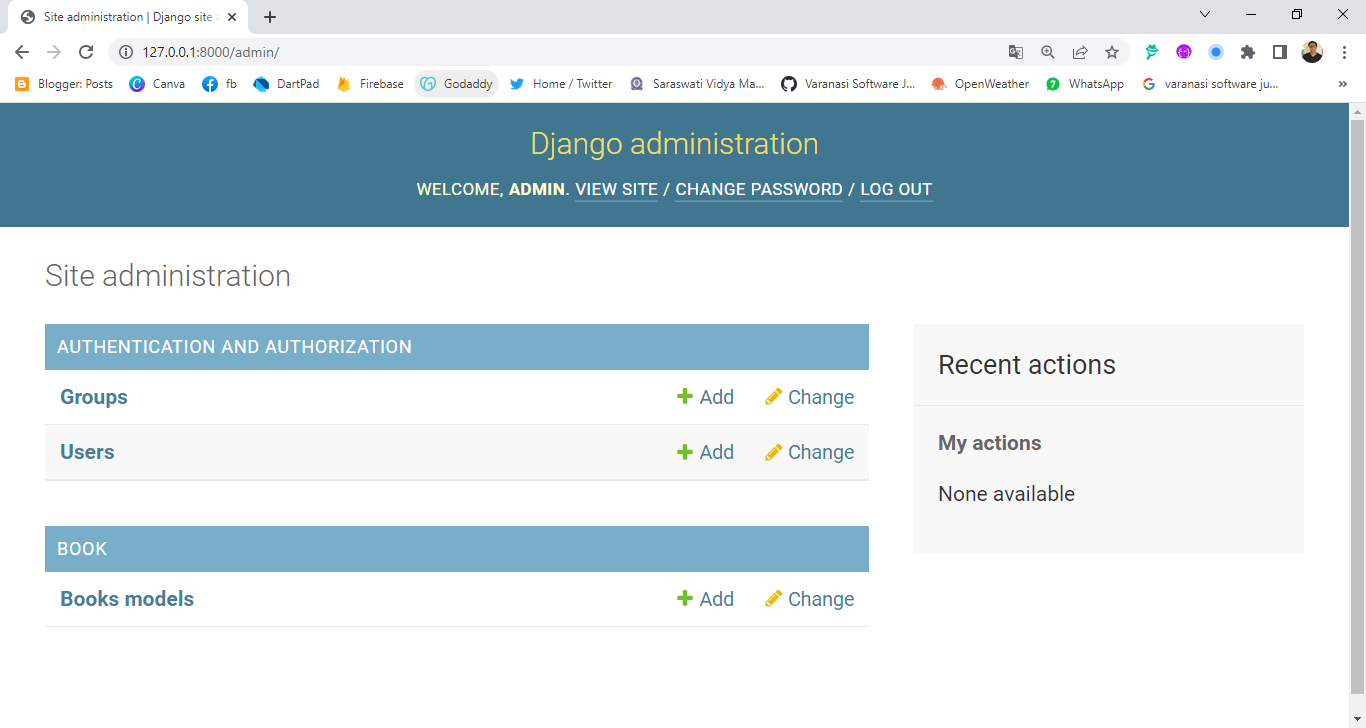 Site administration | Django site
127.0.0.1:8000/admin/
Blogger: Posts Canva fb DartPad Firebase Godaddy Home / Twitter Saraswati Vidya Ma... Varanasi Software J... OpenWeather 7 WhatsApp varanasi software ju... »
Django administration
WELCOME, ADMIN. VIEW SITE / CHANGE PASSWORD / LOG OUT
Site administration
AUTHENTICATION AND AUTHORIZATION
Groups Add Change
Users Add Change
BOOK
Books models Add Change
Recent actions
My actions
None available